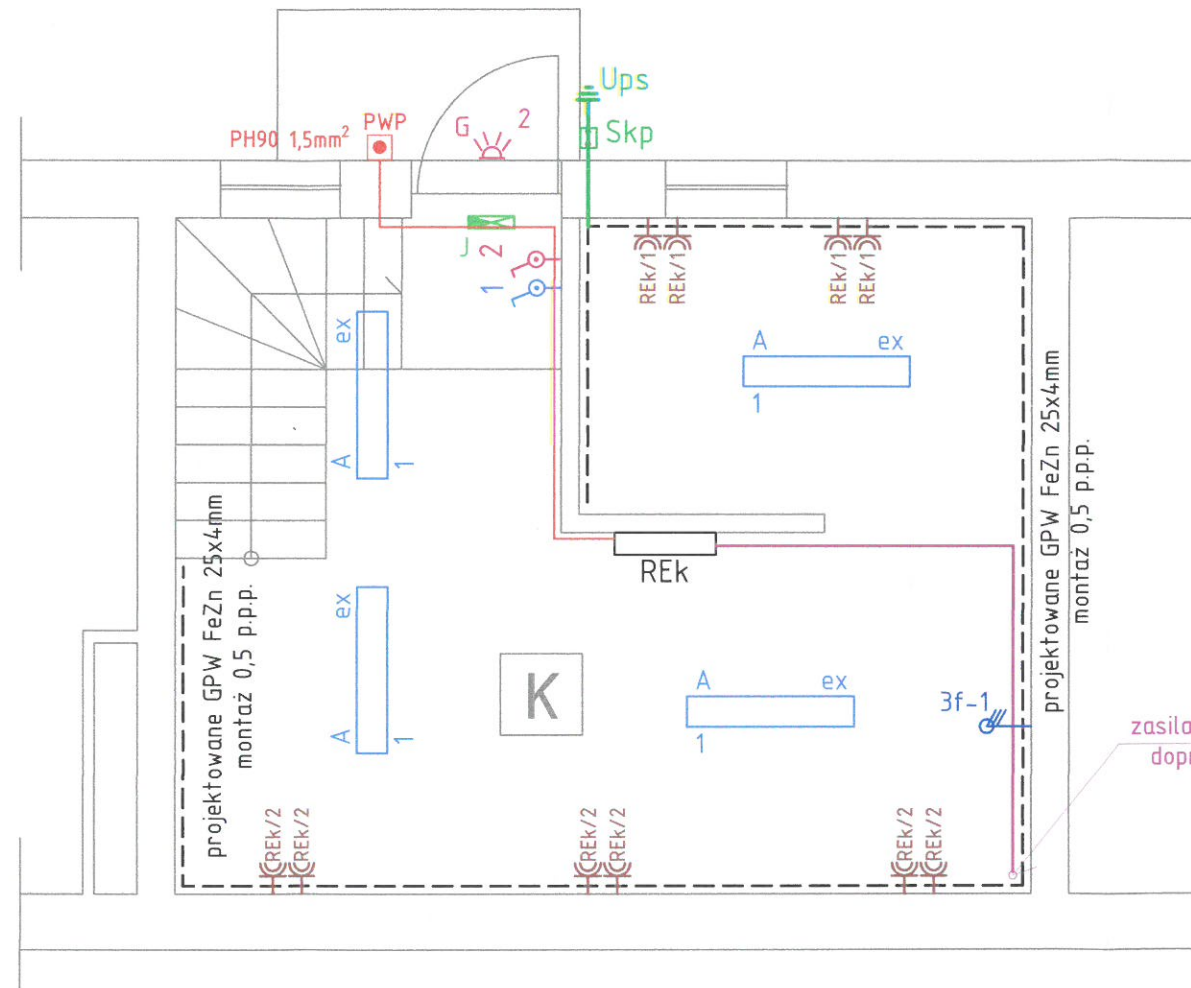 Ups
PH90 1,5mm²
PWP
G
2
Skp
J
2
1
REk/1
REk/1
REk/1
REk/1
ex
A
1
A
ex
1
projektowane GPW FeZn 25x4mm
montaż 0,5 p.p.p.
REk
projektowane GPW FeZn 25x4mm
montaż 0,5 p.p.p.
ex
A
1
K
A
ex
1
3f-1
zasila
dopr
REk/2
REk/2
REk/2
REk/2
REk/2
REk/2